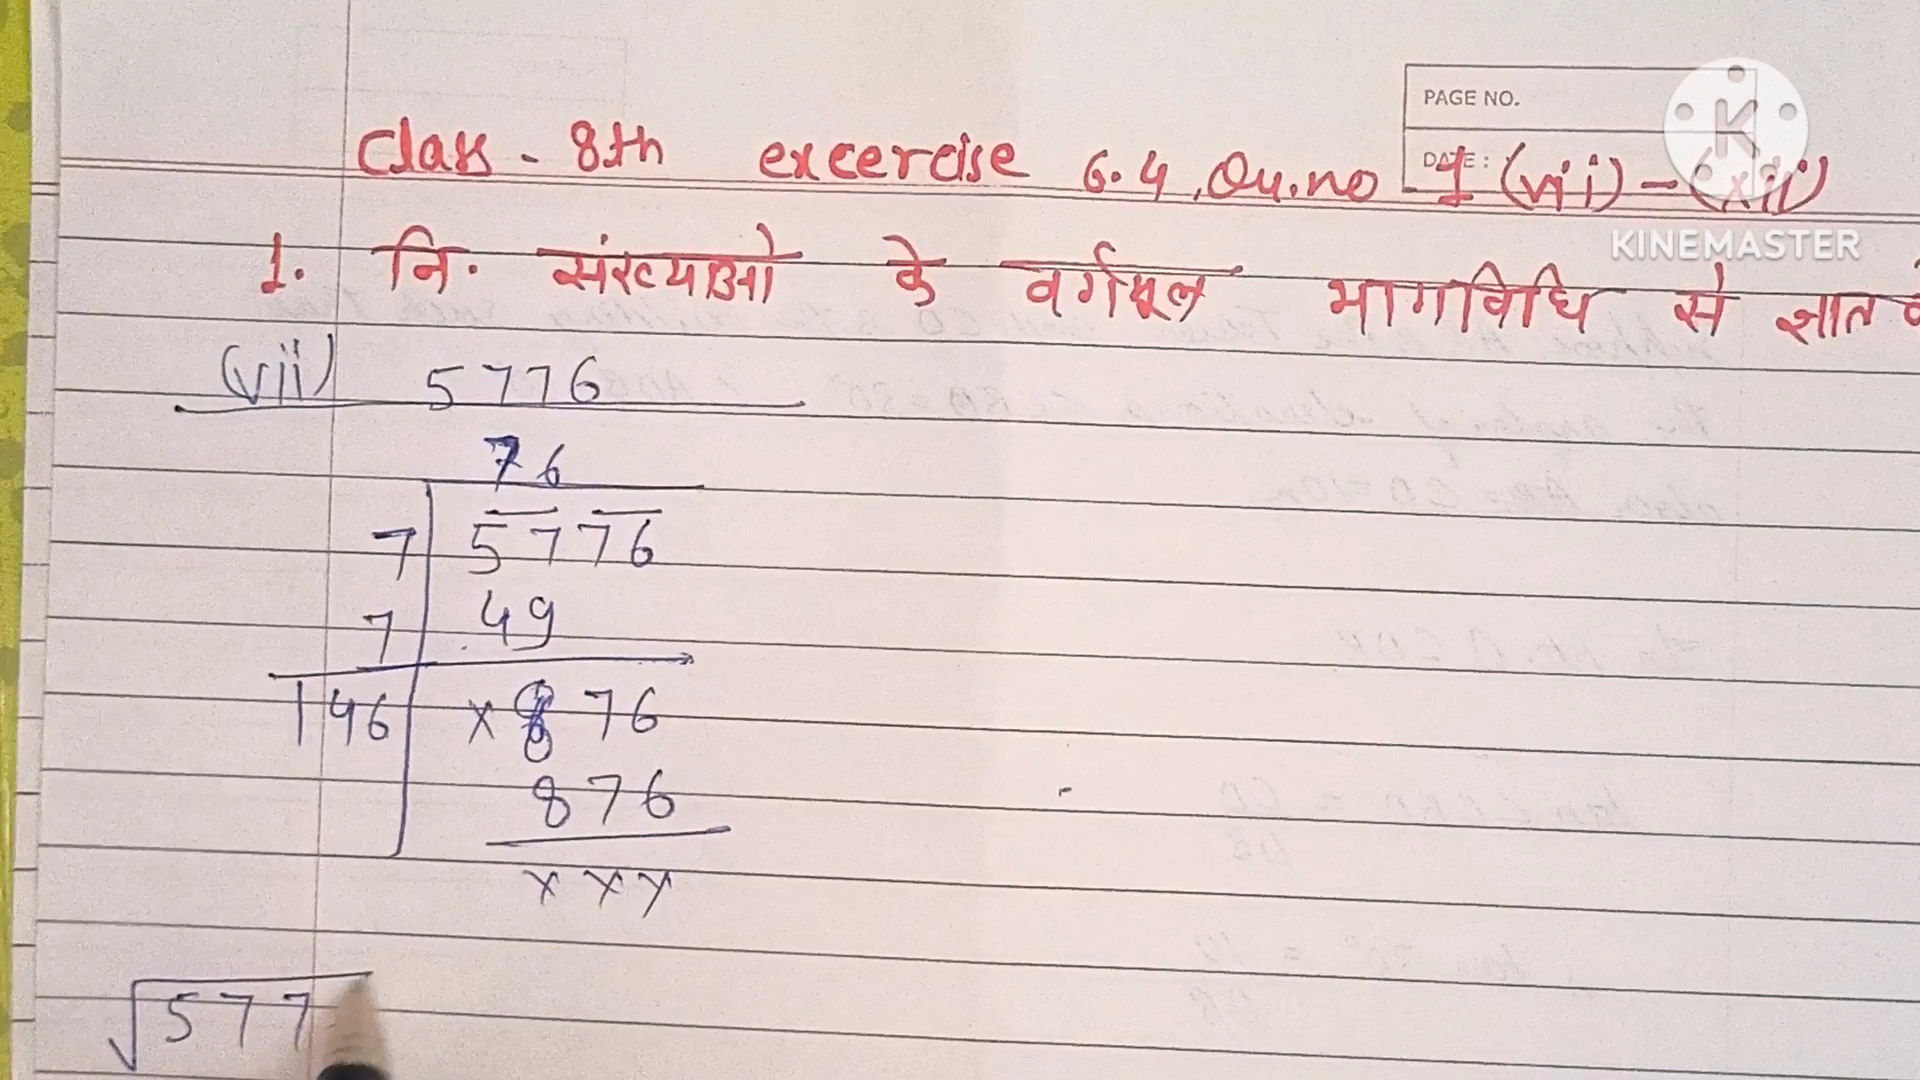 PAGE NO.
DATE :
KINEMASTER
Class - 8th excercise 6.4, Qu.no 1 (vii) - (xii)
1. नि. संख्याओ के वर्गमूल भागविधि से ज्ञात
(vii) 5776
76
7 5776
7 49
146 × 876
876
× × ×
√577